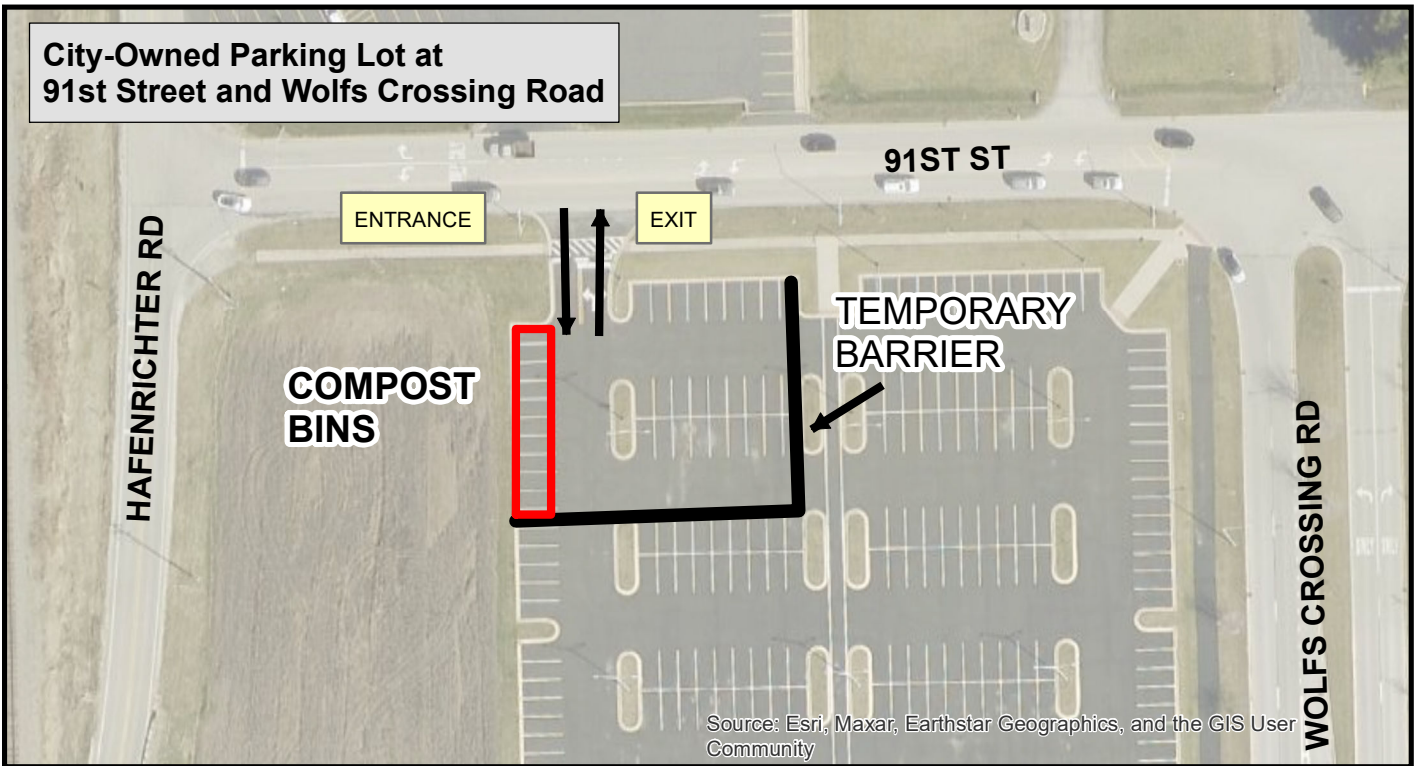 City-Owned Parking Lot at
91st Street and Wolfs Crossing Road
91ST ST
ENTRANCE
EXIT
HAFENRICHTER RD
TEMPORARY
BARRIER
COMPOST
BINS
WOLFS CROSSING RD
Source: Esri, Maxar, Earthstar Geographics, and the GIS User
Community